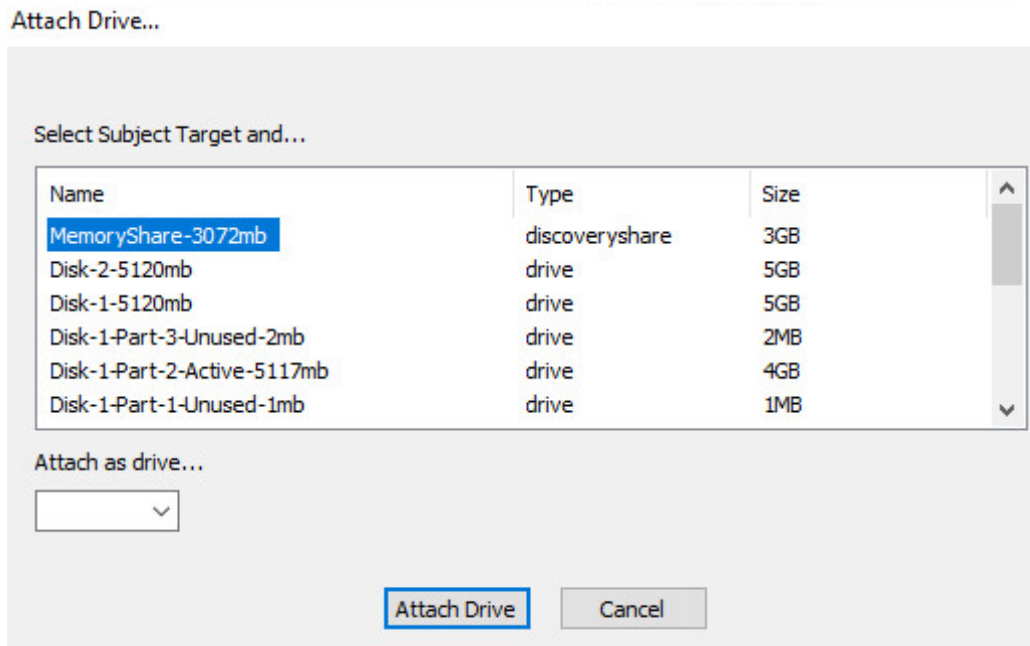 Attach Drive...
Select Subject Target and...
Name Type Size
MemoryShare-3072mb discoveryshare 3GB
Disk-2-5120mb drive 5GB
Disk-1-5120mb drive 5GB
Disk-1-Part-3-Unused-2mb drive 2MB
Disk-1-Part-2-Active-5117mb drive 4GB
Disk-1-Part-1-Unused-1mb drive 1MB
Attach as drive...
Attach Drive Cancel